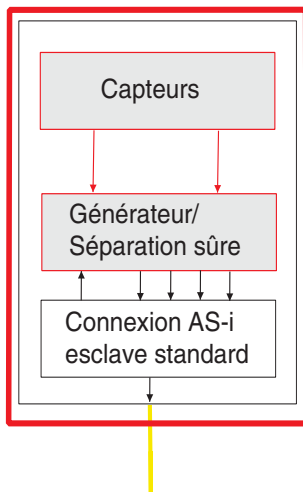 Capteurs
Générateur/
Séparation sûre
Connexion AS-i
esclave standard